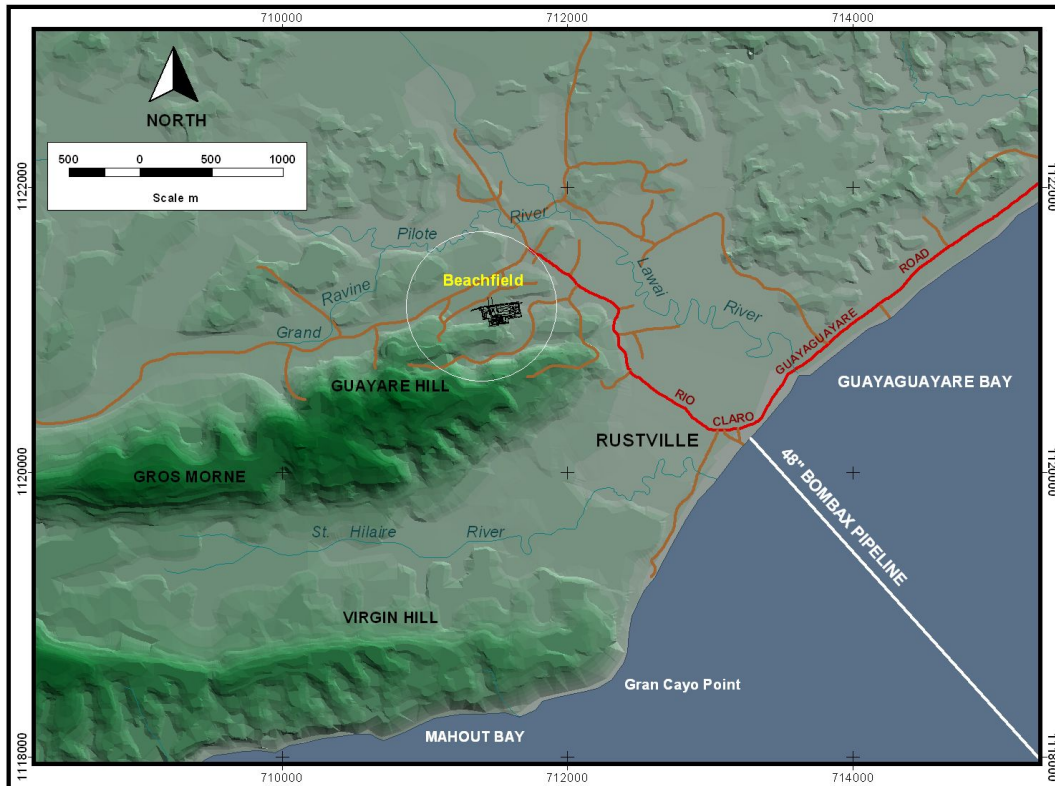 710000
712000
714000
NORTH
500 0 500 1000
Scale m
1122000
1122000
River
Pilote
Lawai
River
Beachfield
Ravine
Grand
ROAD
GUAYAGUAYARE
GUAYARE HILL
GUAYAGUAYARE BAY
RIO
CLARO
RUSTVILLE
1120000
1120000
GROS MORNE
48" BOMBAX PIPELINE
St. Hilaire River
VIRGIN HILL
Gran Cayo Point
MAHOUT BAY
1118000
1118000
710000
712000
714000